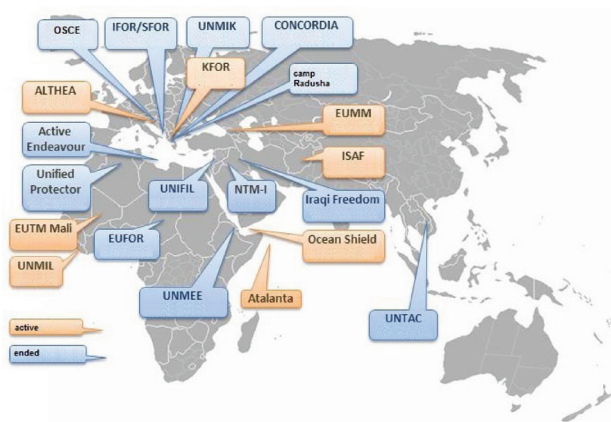 OSCE
IFOR/SFOR
UNMIK
CONCORDIA
KFOR
camp
Radusha
ALTHEA
EUMM
Active
Endeavour
ISAF
Unified
Protector
UNIFIL
NTM-I
Iraqi Freedom
EUTM Mali
EUFOR
Ocean Shield
UNMIL
UNMEE
Atalanta
UNTAC
active
ended